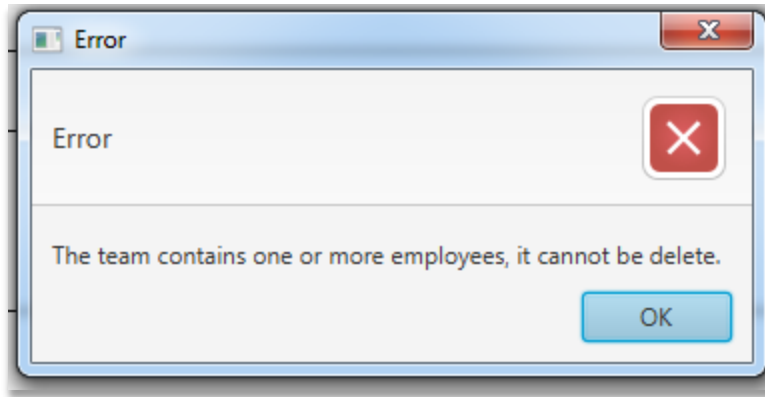 Error
Error
The team contains one or more employees, it cannot be delete.
OK